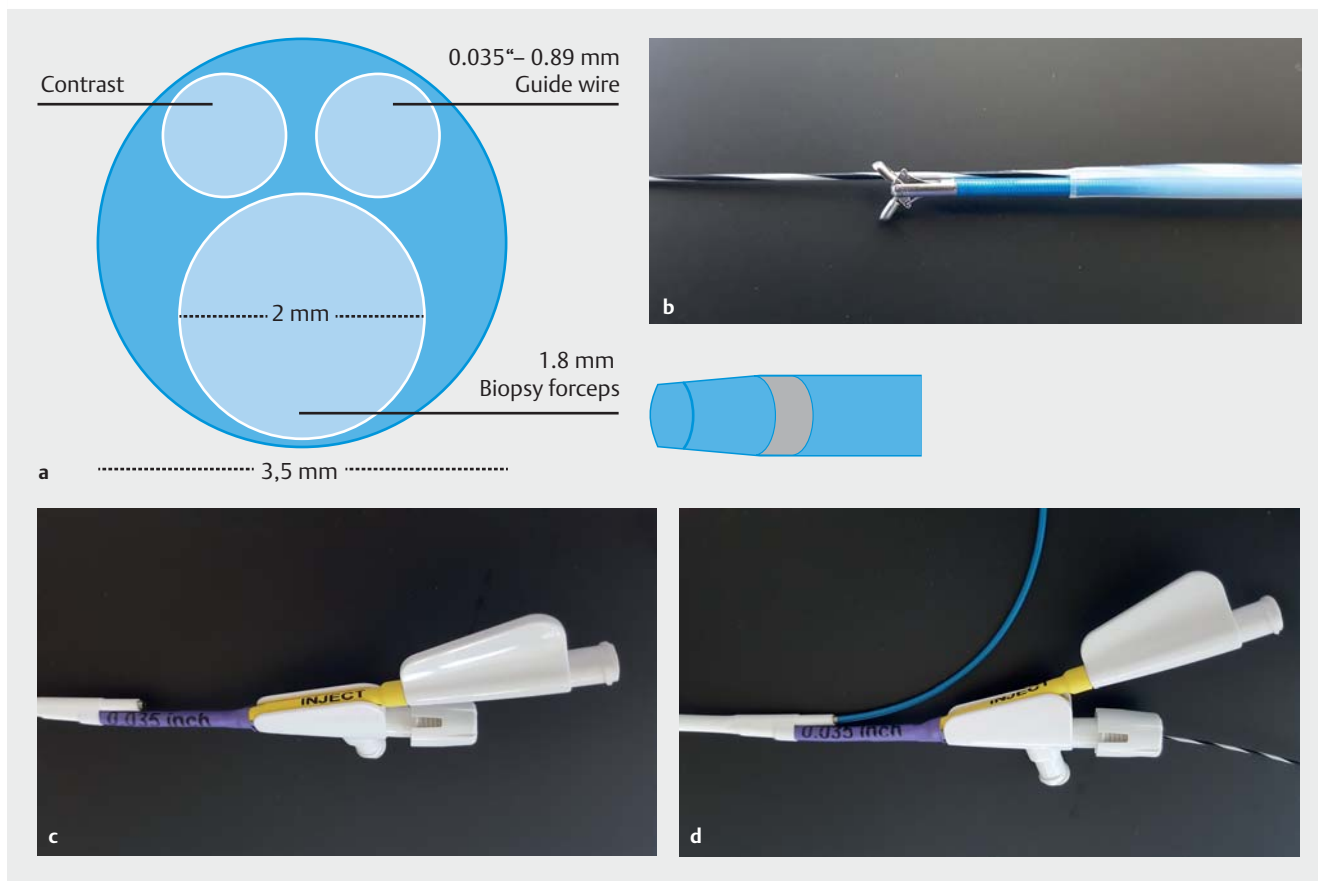 Contrast
0.035“– 0.89 mm
Guide wire
2 mm
1.8 mm
Biopsy forceps
3,5 mm
a
b
INJECT
0.035 inch
c
INJECT
0.035 inch
d